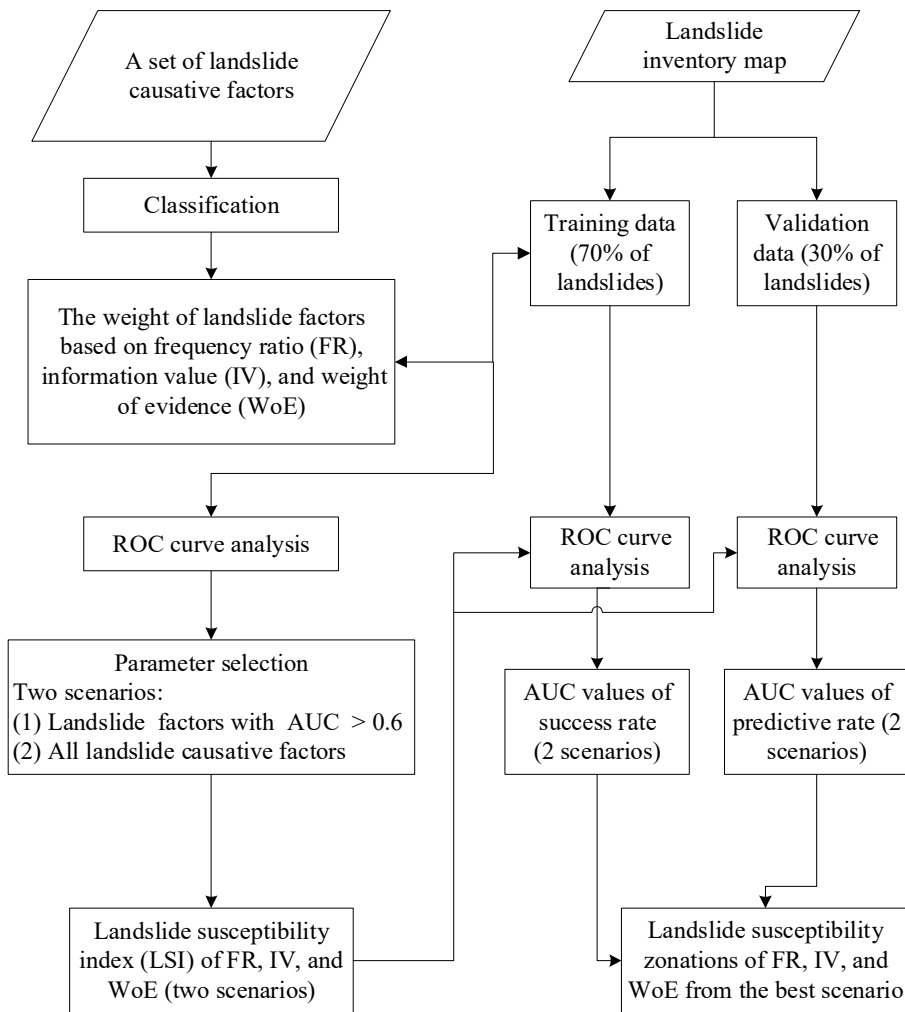 A set of landslide
causative factors
Landslide
inventory map
Classification
Training data
(70% of
landslides)
Validation
data (30% of
landslides)
The weight of landslide factors
based on frequency ratio (FR),
information value (IV), and weight
of evidence (WoE)
ROC curve analysis
ROC curve
analysis
ROC curve
analysis
Parameter selection
Two scenarios:
(1) Landslide factors with AUC > 0.6
(2) All landslide causative factors
AUC values of
success rate
(2 scenarios)
AUC values of
predictive rate (2
scenarios)
Landslide susceptibility
index (LSI) of FR, IV, and
WoE (two scenarios)
Landslide susceptibility
zonations of FR, IV, and
WoE from the best scenario